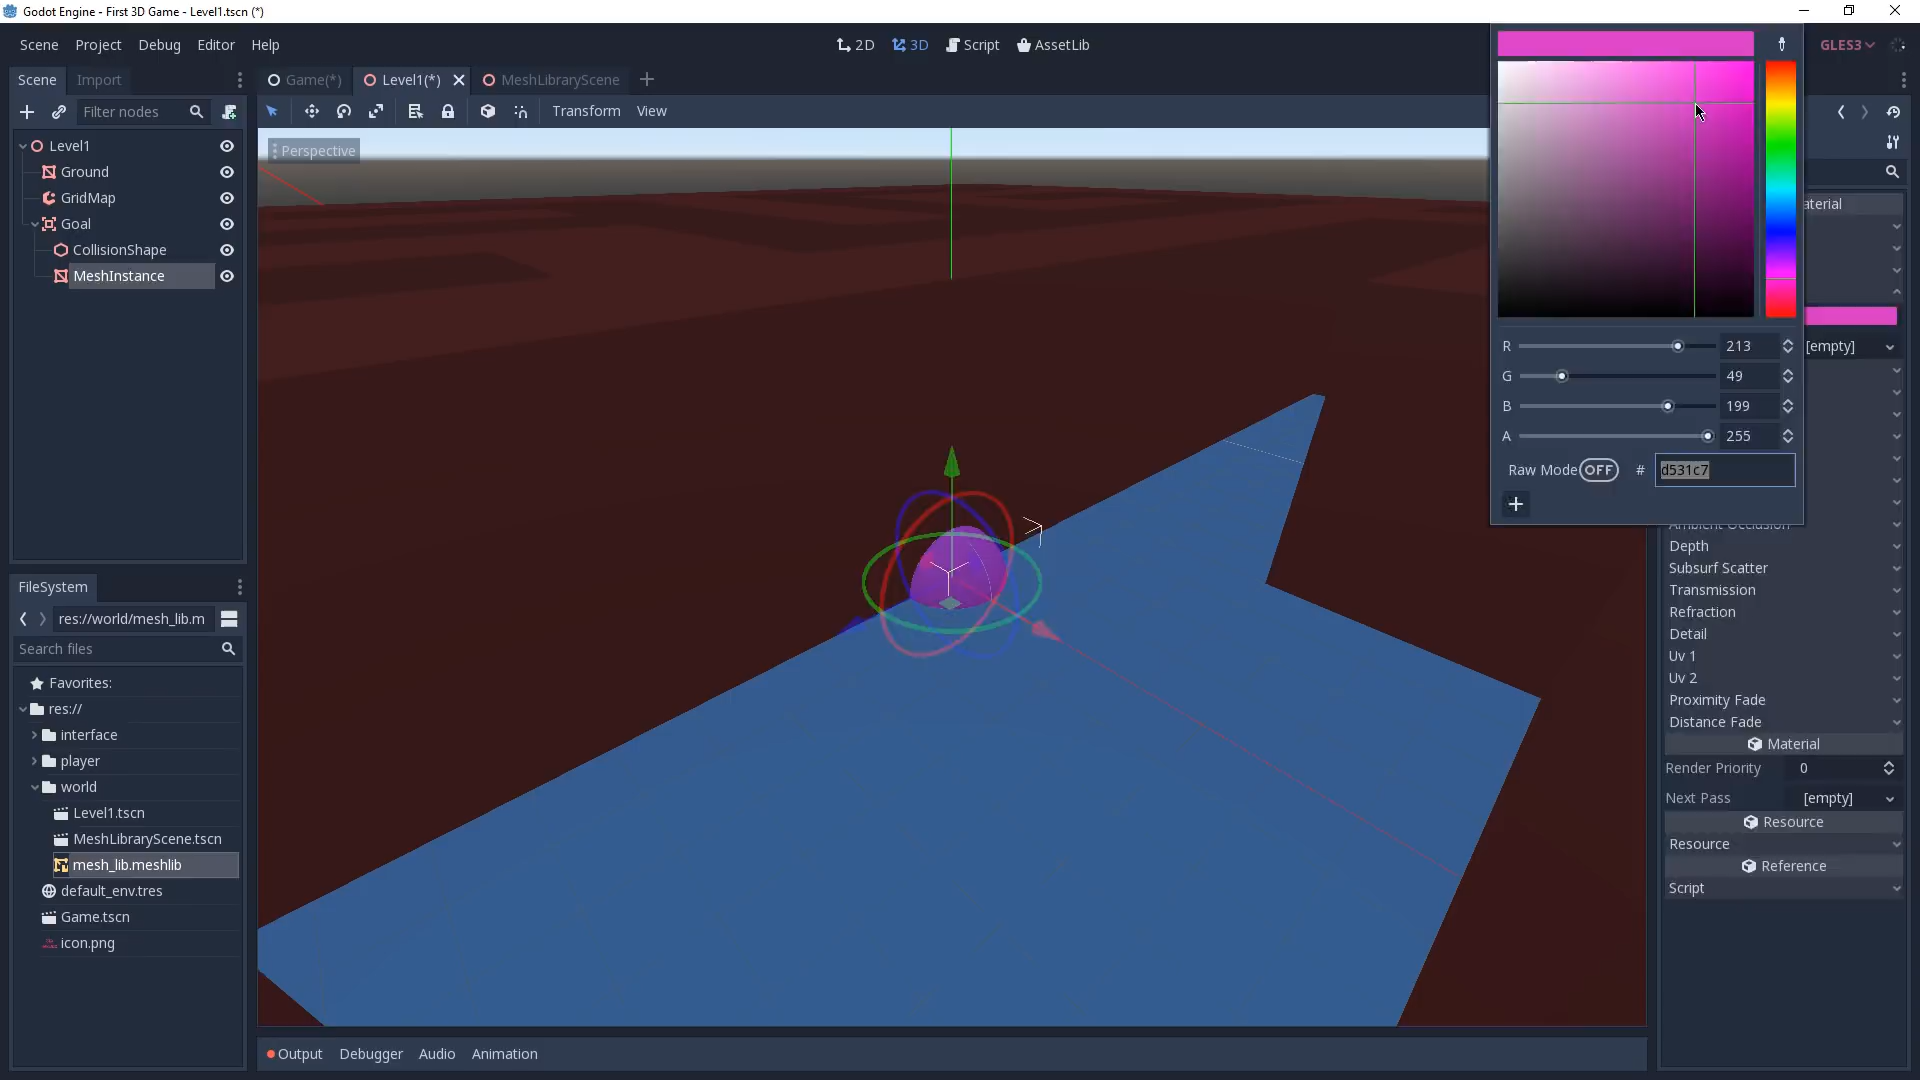 Godot Engine - First 3D Game - Level1.tscn (*)
Scene Project Debug Editor Help
2D 3D Script AssetLib
GLES3
Scene Import
Game(*) Level1(*) MeshLibraryScene
Filter nodes
Transform View
Perspective
Level1
Ground
GridMap
Goal
CollisionShape
MeshInstance
R 213
G 49
B 199
A 255
Raw Mode OFF # d531c7
[empty]
Depth
Subsurf Scatter
Transmission
Refraction
Detail
Uv 1
Uv 2
Proximity Fade
Distance Fade
Material
Render Priority 0
Next Pass [empty]
Resource
Resource
Reference
Script
FileSystem
res://world/mesh_lib.m
Search files
Favorites:
res://
interface
player
world
Level1.tscn
MeshLibraryScene.tscn
mesh_lib.meshlib
default_env.tres
Game.tscn
icon.png
Output Debugger Audio Animation